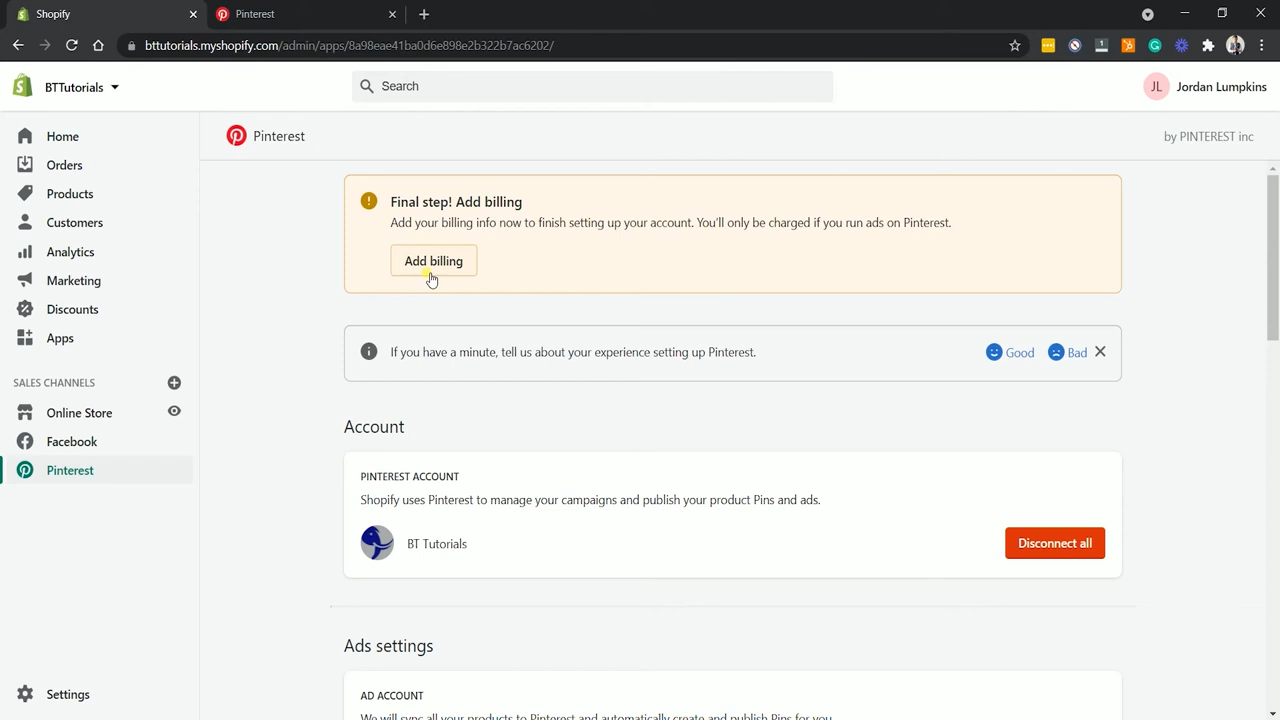 Shopify
Pinterest
bttutorials.myshopify.com/admin/apps/8a98eae41ba0d6e898e2b322b7ac6202/
BTTutorials
Search
JL
Jordan Lumpkins
Home
Orders
Products
Customers
Analytics
Marketing
Discounts
Apps
SALES CHANNELS
Online Store
Facebook
Pinterest
Settings
Pinterest
by PINTEREST inc
Final step! Add billing
Add your billing info now to finish setting up your account. You'll only be charged if you run ads on Pinterest.
Add billing
If you have a minute, tell us about your experience setting up Pinterest.
Good
Bad
Account
PINTEREST ACCOUNT
Shopify uses Pinterest to manage your campaigns and publish your product Pins and ads.
BT Tutorials
Disconnect all
Ads settings
AD ACCOUNT
We will sync all your products to Pinterest and automatically create and publish Pins for you.